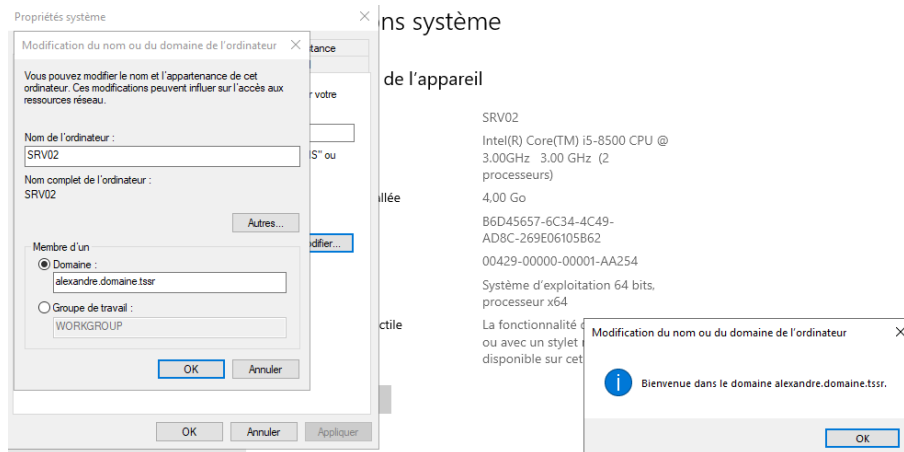 Propriétés système
ns système
Modification du nom ou du domaine de l'ordinateur
tance
Vous pouvez modifier le nom et l'appartenance de cet
ordinateur. Ces modifications peuvent influer sur l'accès aux
ressources réseau.
r votre
de l'appareil
Nom de l'ordinateur :
SRV02
S" ou
Nom complet de l'ordinateur :
SRV02
Autres...
difier...
Membre d'un
Domaine :
alexandre.domaine.tssr
Groupe de travail :
WORKGROUP
OK
Annuler
OK
Annuler
Appliquer
SRV02
Intel(R) Core(TM) i5-8500 CPU @
3.00GHz 3.00 GHz (2
processeurs)
llée
4,00 Go
B6D45657-6C34-4C49-
AD8C-269E06105B62
00429-00000-00001-AA254
Système d'exploitation 64 bits,
processeur x64
ctile
La fonctionnalité
ou avec un stylet
disponible sur cet
Modification du nom ou du domaine de l'ordinateur
Bienvenue dans le domaine alexandre.domaine.tssr.
OK